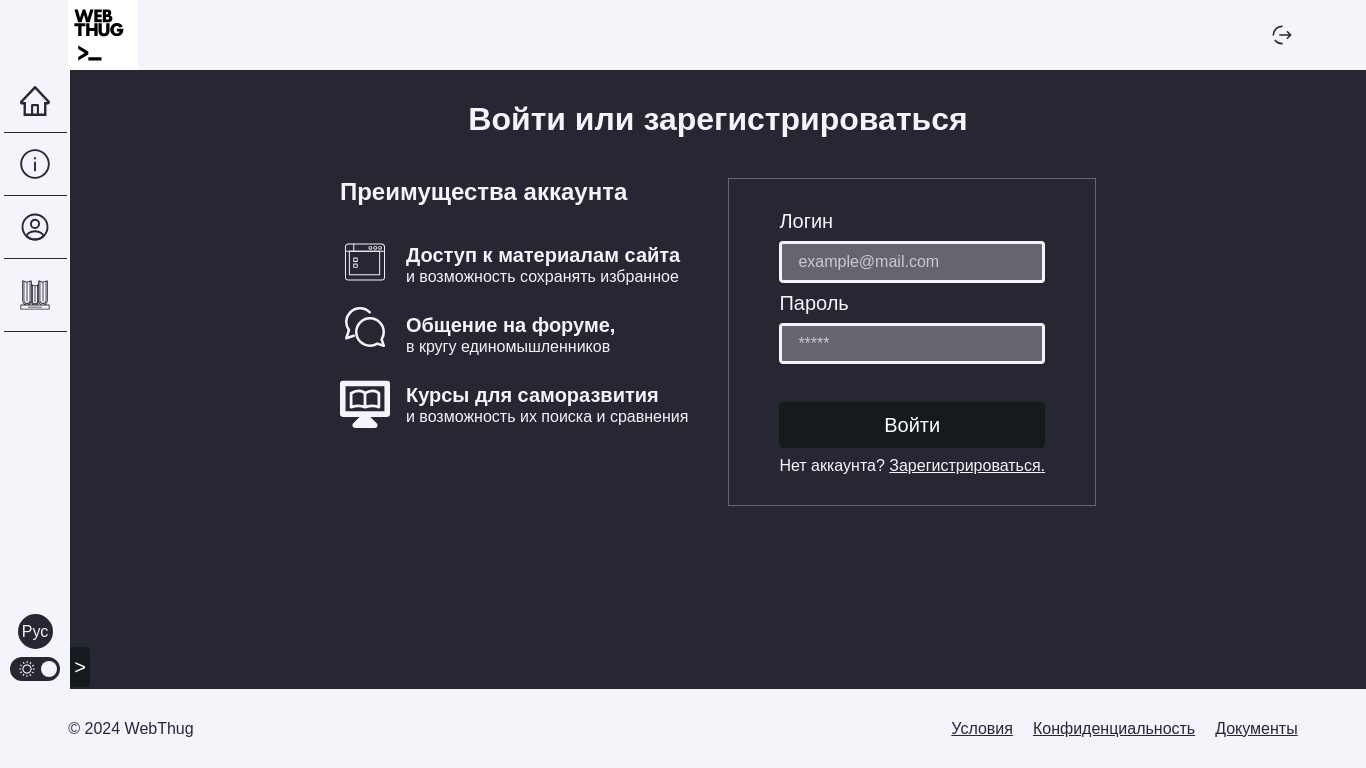 WEB
THUG
>_
Войти или зарегистрироваться
Преимущества аккаунта
Доступ к материалам сайта
и возможность сохранять избранное
Общение на форуме,
в кругу единомышленников
Курсы для саморазвития
и возможность их поиска и сравнения
Логин
example@mail.com
Пароль
*****
Войти
Нет аккаунта? Зарегистрироваться.
Рус
>
© 2024 WebThug
Условия Конфиденциальность Документы